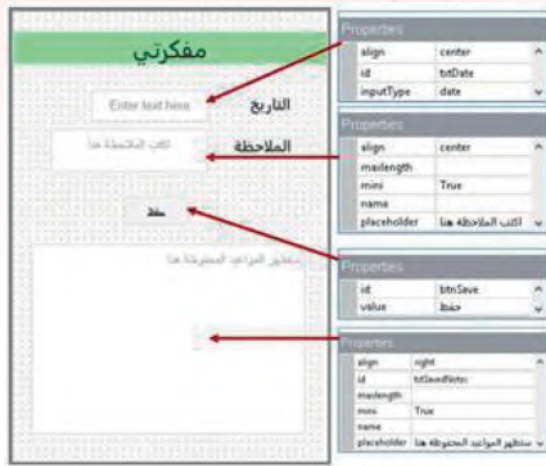 مفكرتي
التاريخ
Enter text here
الملاحظة
اكتب الملاحظة هنا
حفظ
ستظهر المواعيد المحفوظة هنا
Properties
align center
id txtDate
inputType date
Properties
align center
maxlength
mini True
name
placeholder اكتب الملاحظة هنا
Properties
id btnSave
value حفظ
Properties
align right
id txtSavedNotes
maxlength
mini True
name
placeholder ستظهر المواعيد المحفوظة هنا